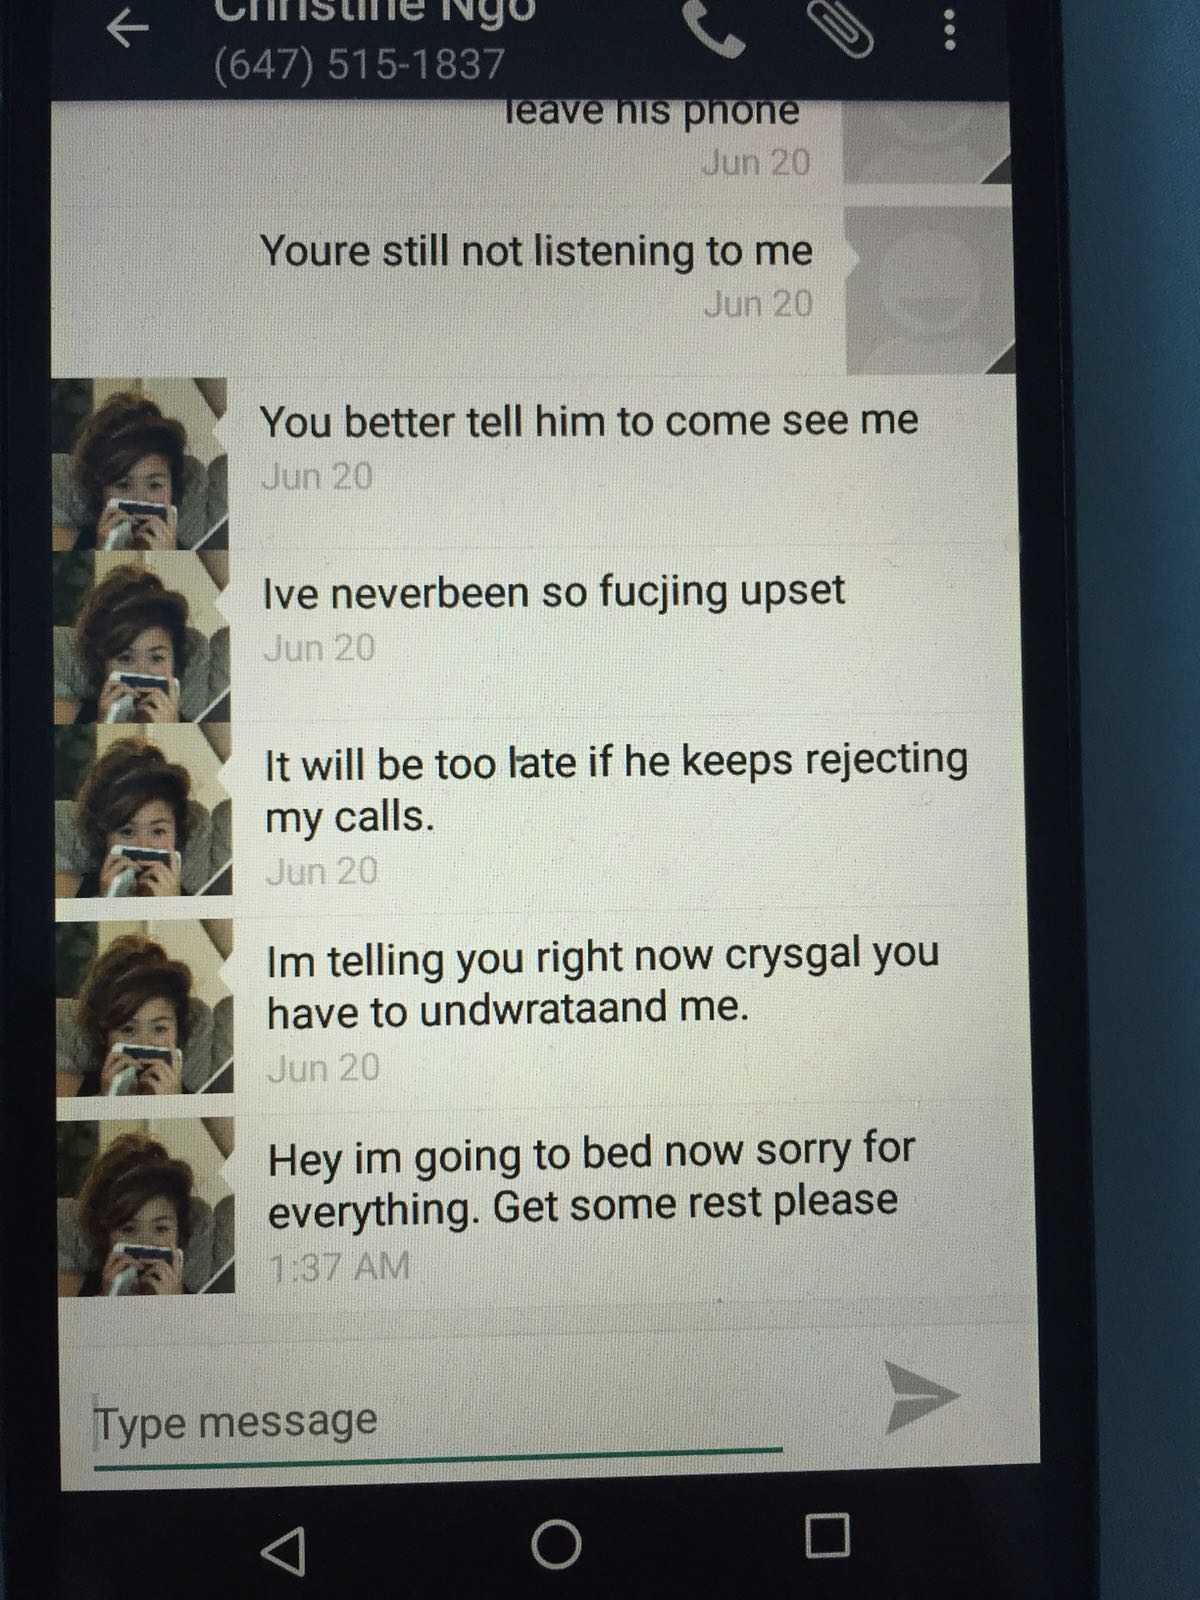 Christine Ngo
(647) 515-1837
leave his phone
Jun 20
Youre still not listening to me
Jun 20
You better tell him to come see me
Jun 20
Ive neverbeen so fucjing upset
Jun 20
It will be too late if he keeps rejecting
my calls.
Jun 20
Im telling you right now crysgal you
have to undwrataand me.
Jun 20
Hey im going to bed now sorry for
everything. Get some rest please
1:37 AM
Type message